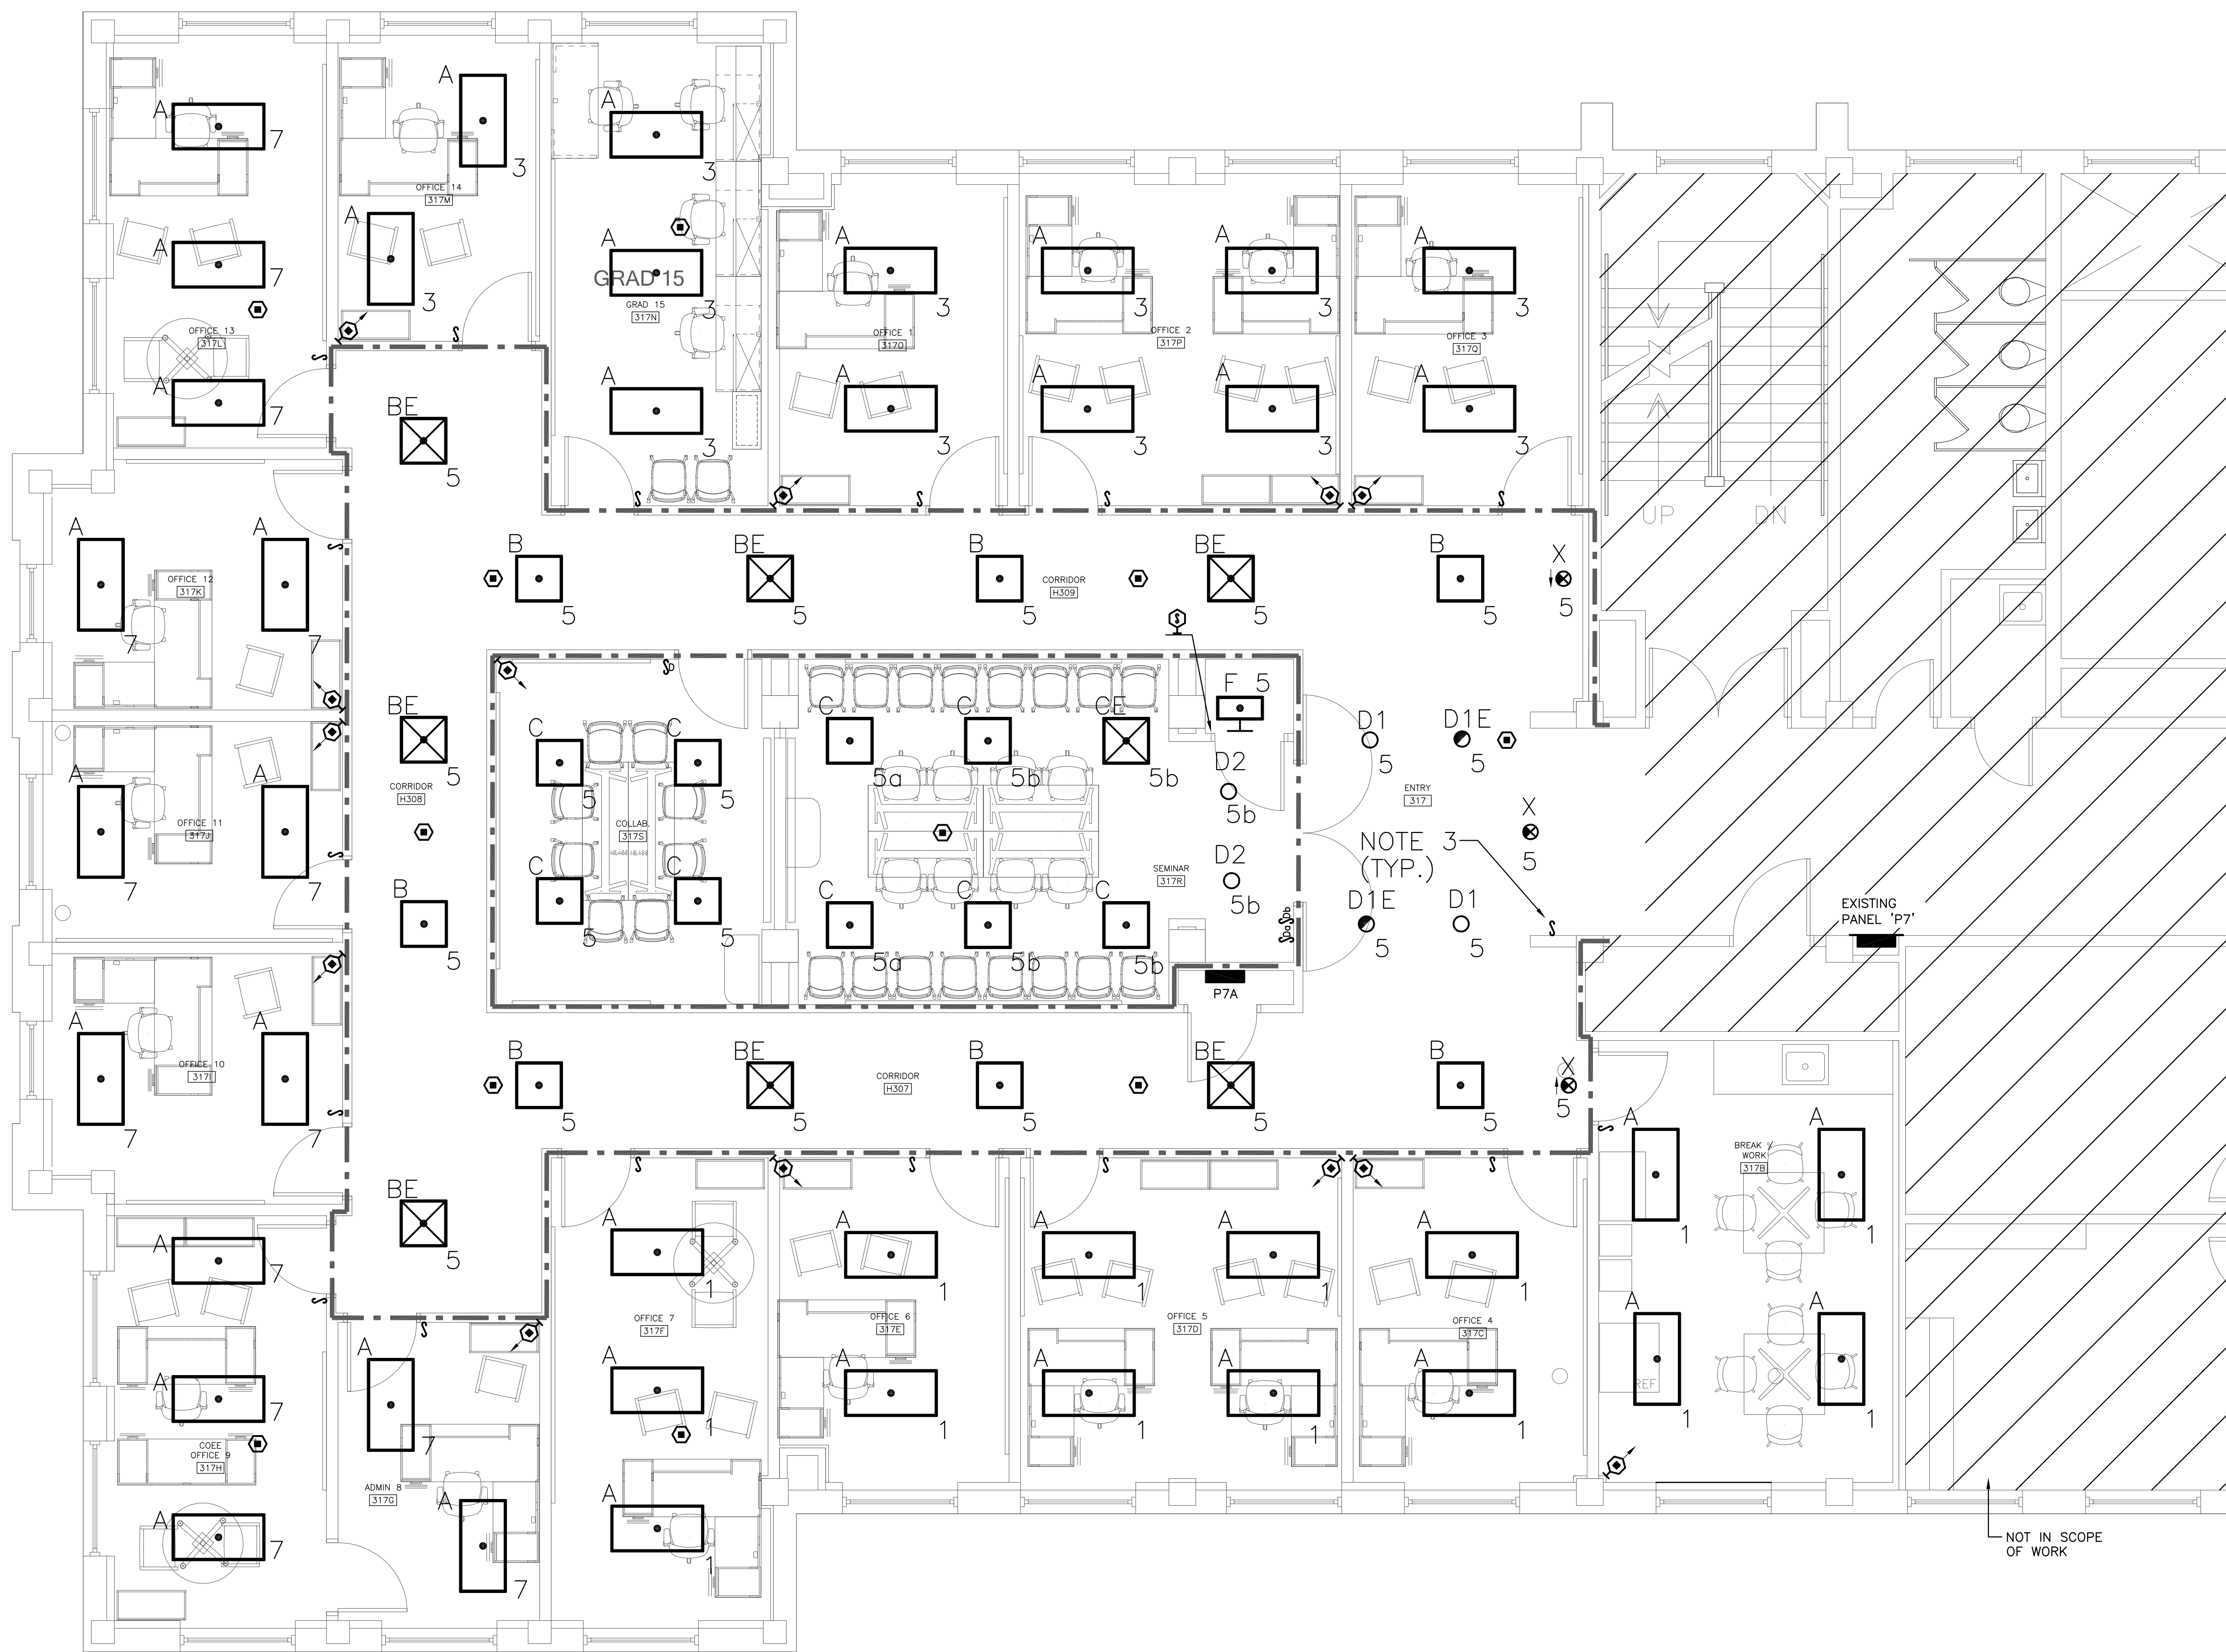 A
7
A
3
A
3
OFFICE 14
317M
A
7
A
3
A
GRAD 15
3
GRAD 15
317N
OFFICE 13
317L
A
7
A
3
A
3
A
3
OFFICE 1
317O
A
3
A
3
A
3
OFFICE 2
317P
A
3
A
3
A
3
OFFICE 3
317Q
A
3
UP
DN
BE
5
A
7
A
7
OFFICE 12
317K
B
5
BE
5
B
5
CORRIDOR
H309
BE
5
B
5
X
5
S
BE
5
CORRIDOR
H308
A
7
A
7
OFFICE 11
317J
B
5
C
5
C
5
COLLAB.
317S
C
5
C
5
C
5a
C
5b
CE
5b
F 5
D2
5b
SEMINAR
317R
D2
5b
C
5a
C
5b
C
5b
SDaSDb
P7A
D1
5
D1E
5
ENTRY
317
X
5
NOTE 3
(TYP.)
D1E
5
D1
5
EXISTING
PANEL 'P7'
A
7
A
7
OFFICE 10
317I
B
5
BE
5
CORRIDOR
H307
B
5
BE
5
B
5
X
5
BE
5
A
7
A
7
COEE
OFFICE 9
317H
A
7
A
7
ADMIN 8
317G
A
7
A
1
OFFICE 7
317F
A
1
A
1
A
1
OFFICE 6
317E
A
1
A
1
A
1
OFFICE 5
317D
A
1
A
1
A
1
OFFICE 4
317C
A
1
A
1
A
1
BREAK /
WORK
317B
A
1
A
1
REF
NOT IN SCOPE
OF WORK